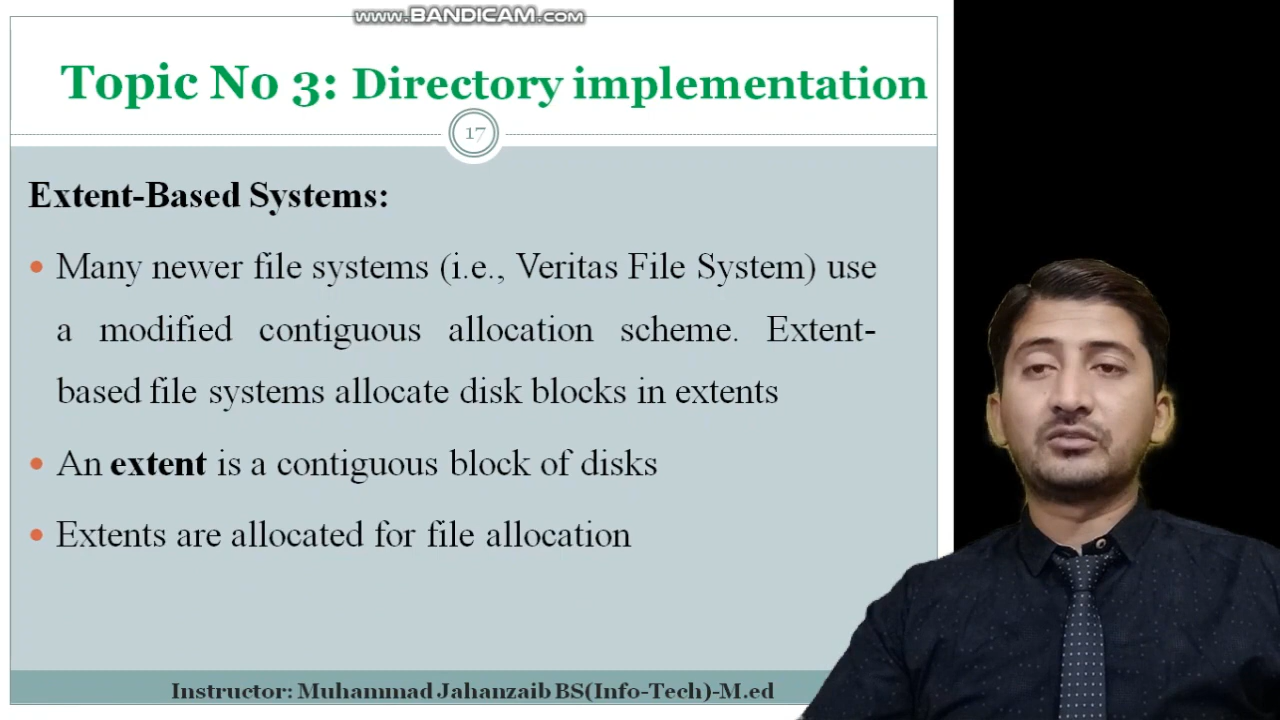 www.BANDICAM.com
Topic No 3: Directory implementation
17
Extent-Based Systems:
• Many newer file systems (i.e., Veritas File System) use
a modified contiguous allocation scheme. Extent-
based file systems allocate disk blocks in extents
• An extent is a contiguous block of disks
• Extents are allocated for file allocation
Instructor: Muhammad Jahanzaib BS(Info-Tech)-M.ed